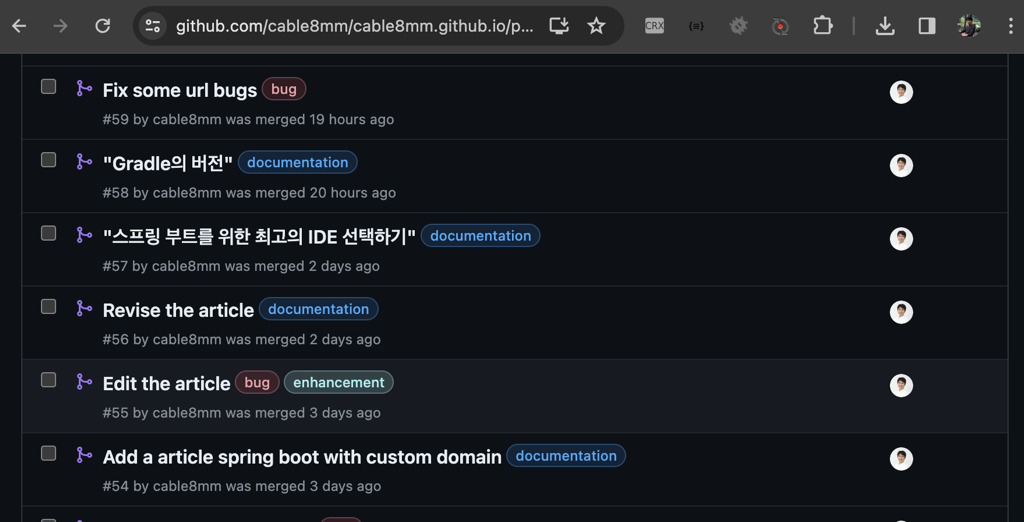 github.com/cable8mm/cable8mm.github.io/p...
CRX
Fix some url bugs bug
#59 by cable8mm was merged 19 hours ago
"Gradle의 버전" documentation
#58 by cable8mm was merged 20 hours ago
"스프링 부트를 위한 최고의 IDE 선택하기" documentation
#57 by cable8mm was merged 2 days ago
Revise the article documentation
#56 by cable8mm was merged 2 days ago
Edit the article bug enhancement
#55 by cable8mm was merged 3 days ago
Add a article spring boot with custom domain documentation
#54 by cable8mm was merged 3 days ago